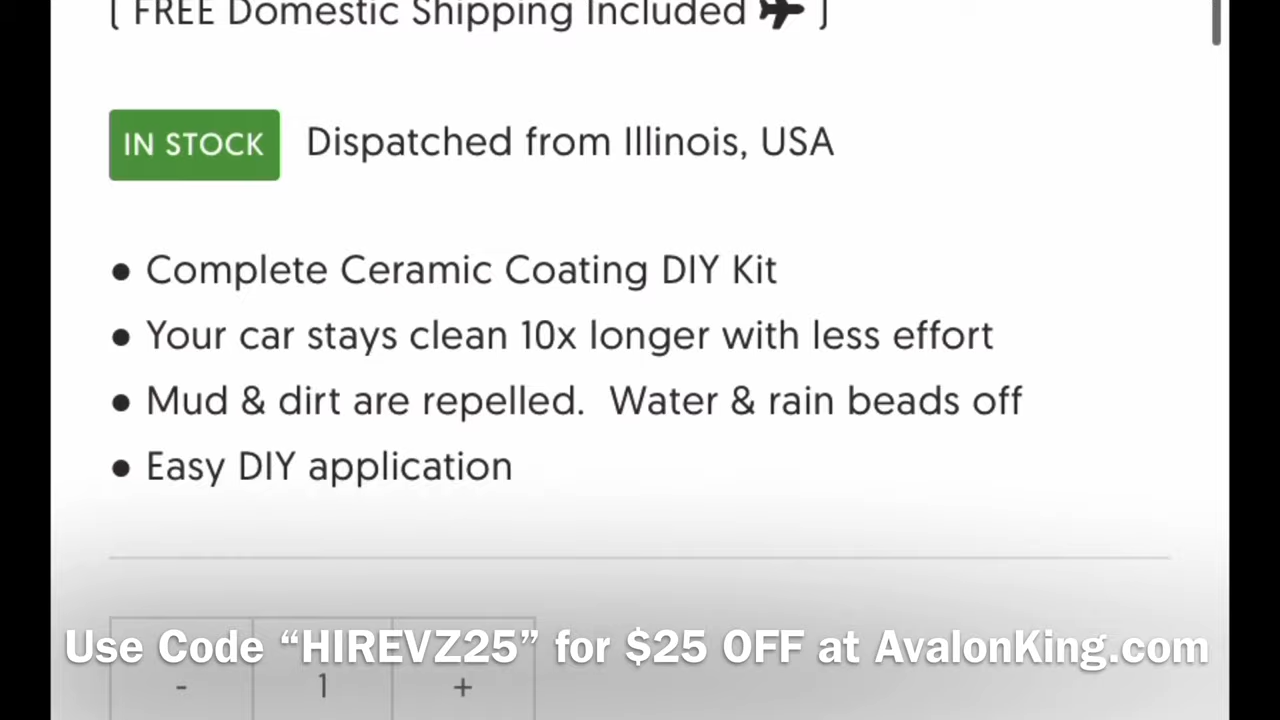 ( FREE Domestic Shipping Included ✈ )
IN STOCK Dispatched from Illinois, USA
● Complete Ceramic Coating DIY Kit
● Your car stays clean 10x longer with less effort
● Mud & dirt are repelled.  Water & rain beads off
● Easy DIY application
Use Code “HIREVZ25” for $25 OFF at AvalonKing.com
- 1 +